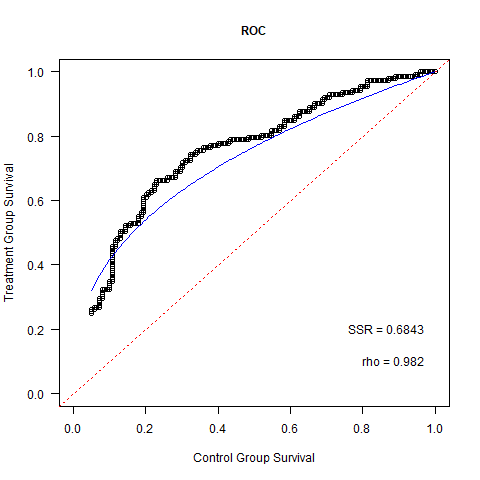 ROC
Treatment Group Survival
1.0
0.8
0.6
0.4
0.2
0.0
SSR = 0.6843
rho = 0.982
0.0 0.2 0.4 0.6 0.8 1.0
Control Group Survival